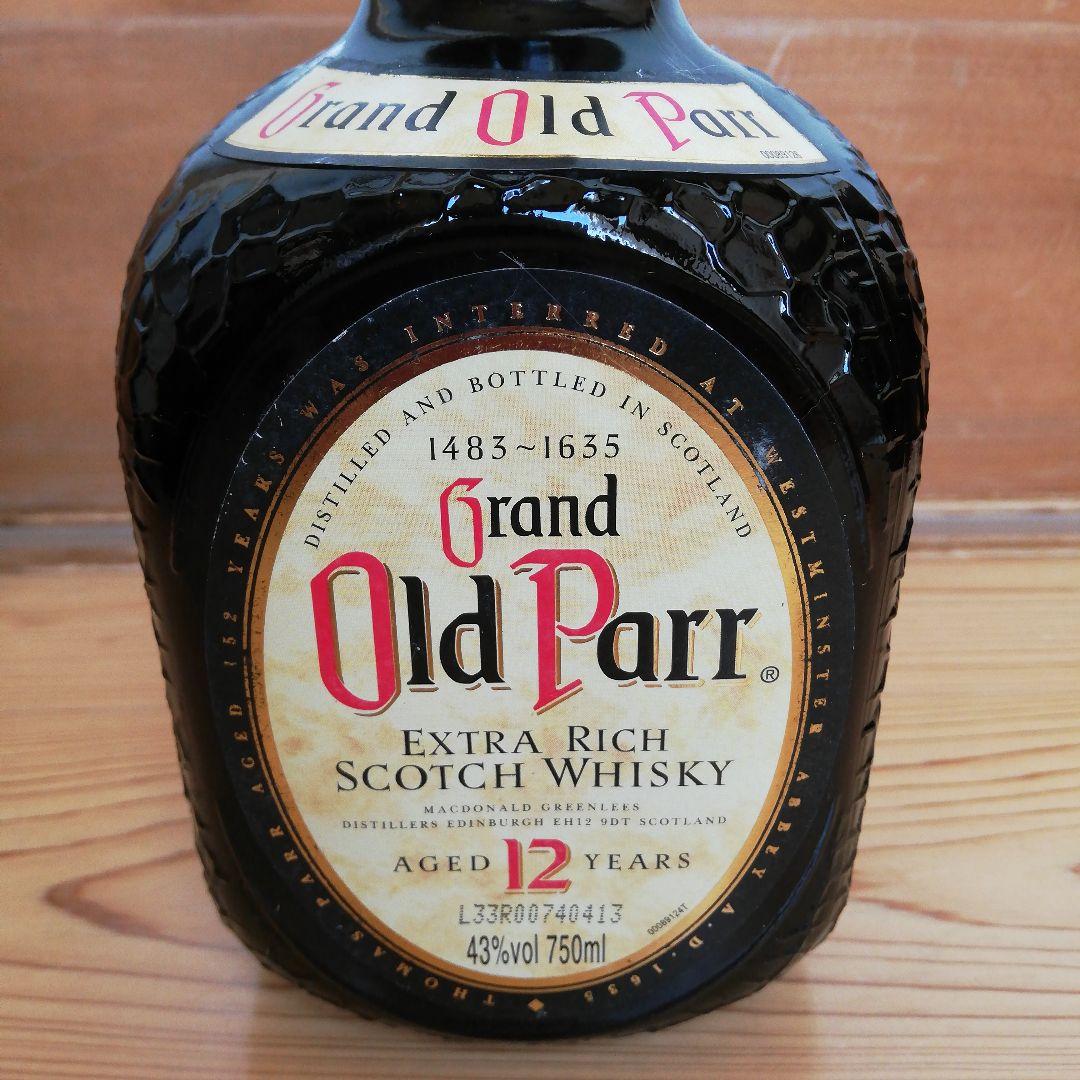 Grand Old Parr
00089126
THOMAS PARR AGED 152 YEARS WAS INTERRED AT WESTMINSTER ABBEY A.D. 1635
DISTILLED AND BOTTLED IN SCOTLAND
1483~1635
Grand
Old Parr ®
EXTRA RICH
SCOTCH WHISKY
MACDONALD GREENLEES
DISTILLERS EDINBURGH EH12 9DT SCOTLAND
AGED 12 YEARS
L33R00740413
00089124T
43%vol 750ml